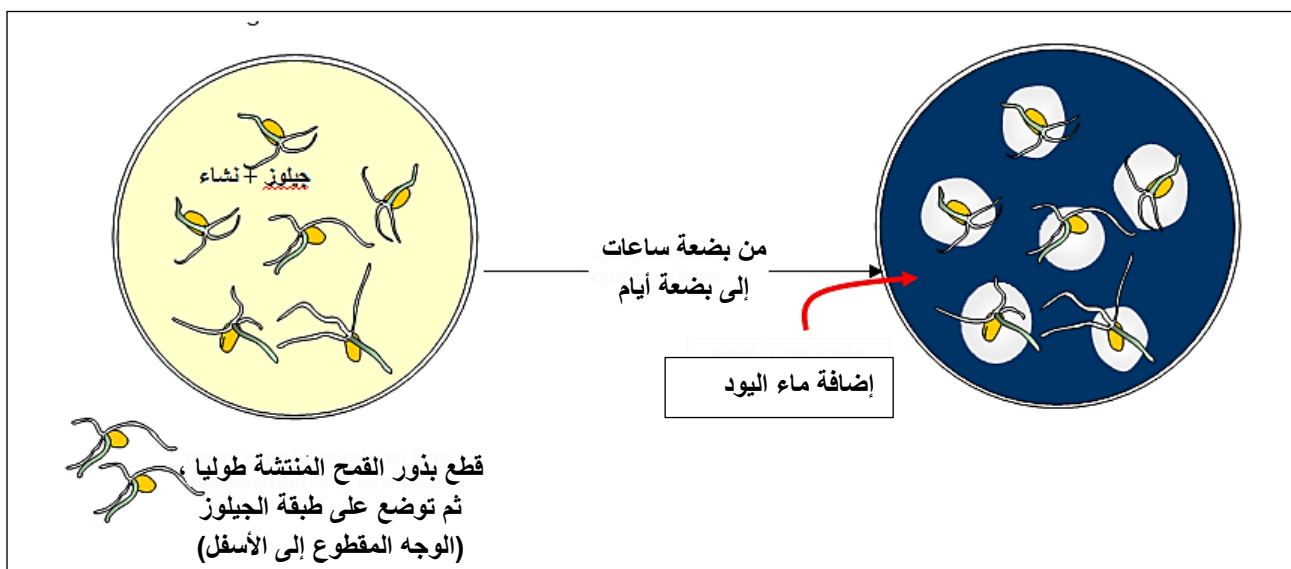 جيلوز + نشاء
من بضعة ساعات
إلى بضعة أيام
إضافة ماء اليود
قطع بذور القمح المنتشة طوليا ،
ثم توضع على طبقة الجيلوز
(الوجه المقطوع إلى الأسفل)